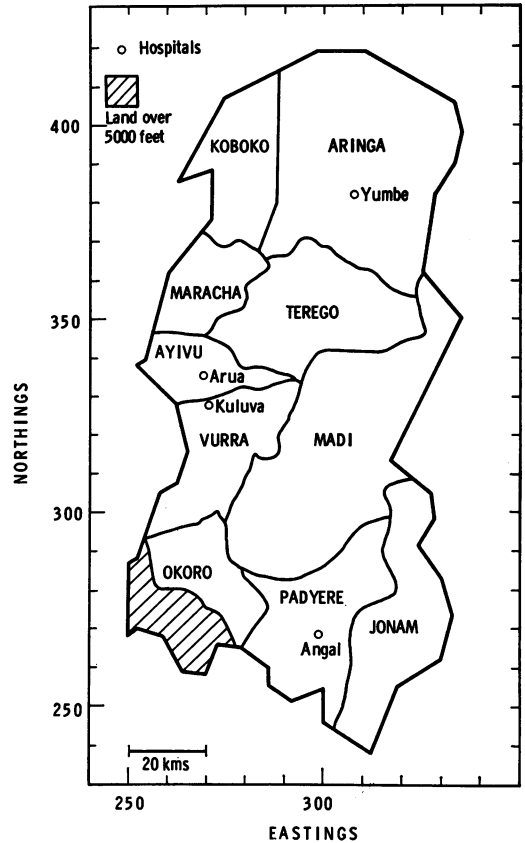 Hospitals
Land over
5000 feet
KOBOKO
ARINGA
Yumbe
MARACHA
TEREGO
AYIVU
Arua
Kuluva
VURRA
MADI
OKORO
PADYERE
Angal
JONAM
20 kms
400
350
300
250
NORTHINGS
250
300
EASTINGS